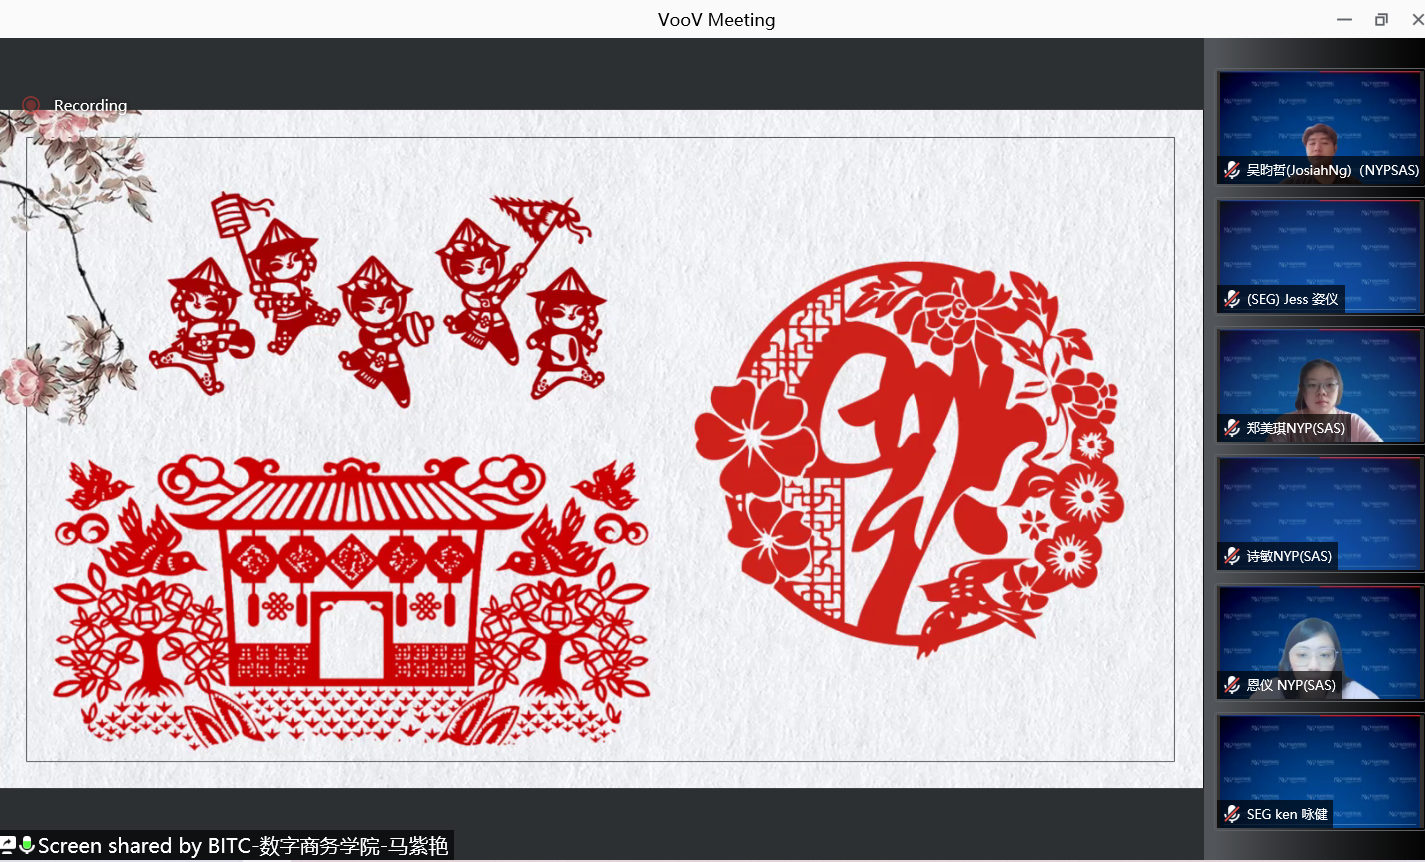 VooV Meeting
Recording
吴昀哲(JosiahNg)（NYPSAS)
(SEG) Jess 姿仪
郑美琪NYP(SAS)
诗敏NYP(SAS)
恩仪 NYP(SAS)
SEG ken 咏健
Screen shared by BITC-数字商务学院-马紫艳